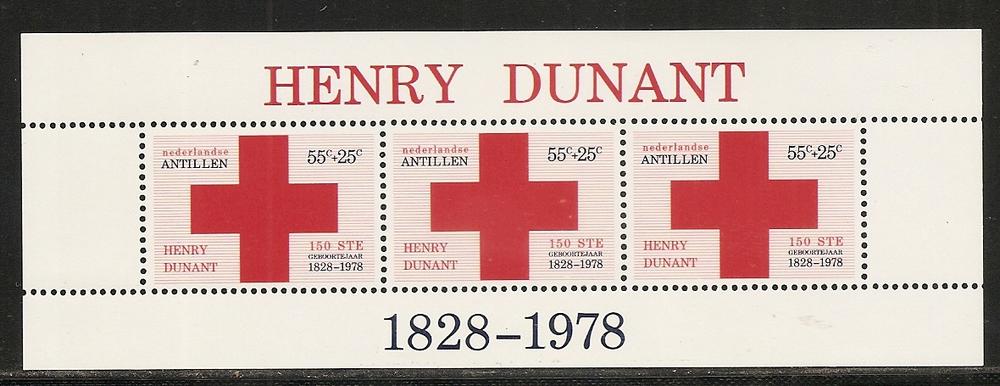 HENRY DUNANT
nederlandse
ANTILLEN
55c+25c
HENRY
DUNANT
150 STE
GEBOORTEJAAR
1828-1978
nederlandse
ANTILLEN
55c+25c
HENRY
DUNANT
150 STE
GEBOORTEJAAR
1828-1978
nederlandse
ANTILLEN
55c+25c
HENRY
DUNANT
150 STE
GEBOORTEJAAR
1828-1978
1828-1978